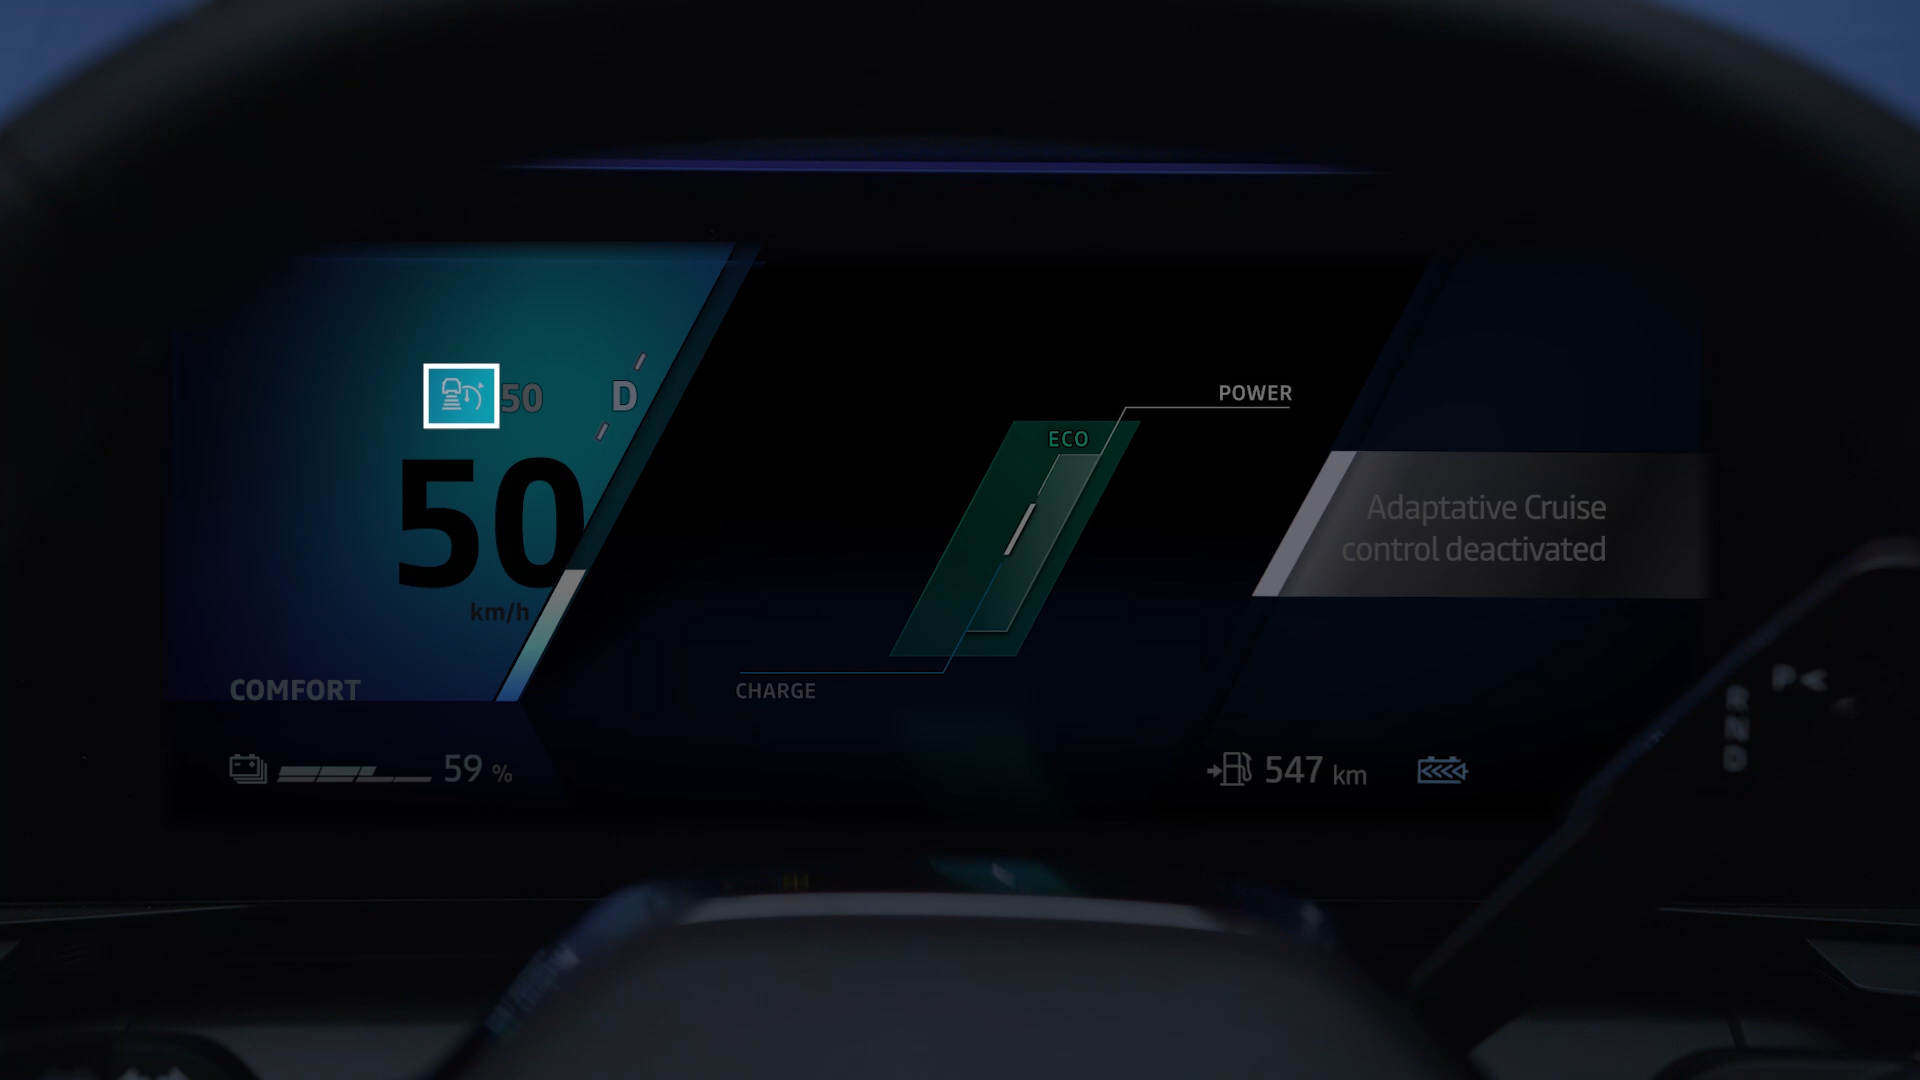 50
D
50
km/h
COMFORT
59 %
POWER
ECO
CHARGE
Adaptative Cruise
control deactivated
547 km
P
R
N
D